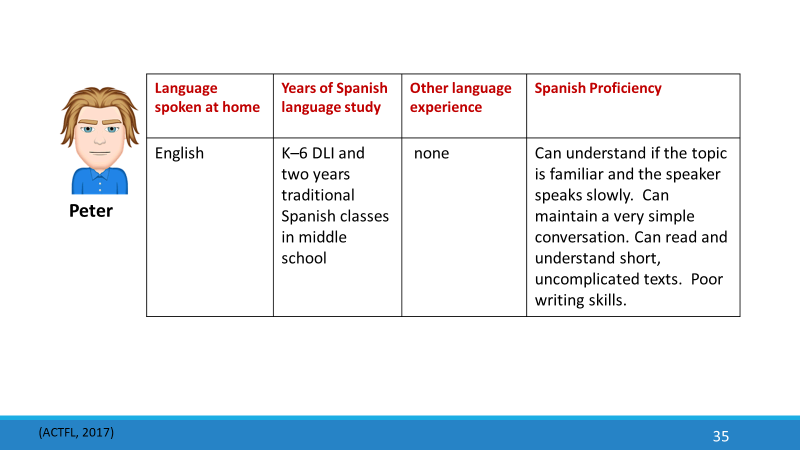 Language
spoken at home
Years of Spanish
language study
Other language
experience
Spanish Proficiency
English
K–6 DLI and
two years
traditional
Spanish classes
in middle
school
none
Can understand if the topic
is familiar and the speaker
speaks slowly.  Can
maintain a very simple
conversation. Can read and
understand short,
uncomplicated texts.  Poor
writing skills.
Peter
(ACTFL, 2017)
35